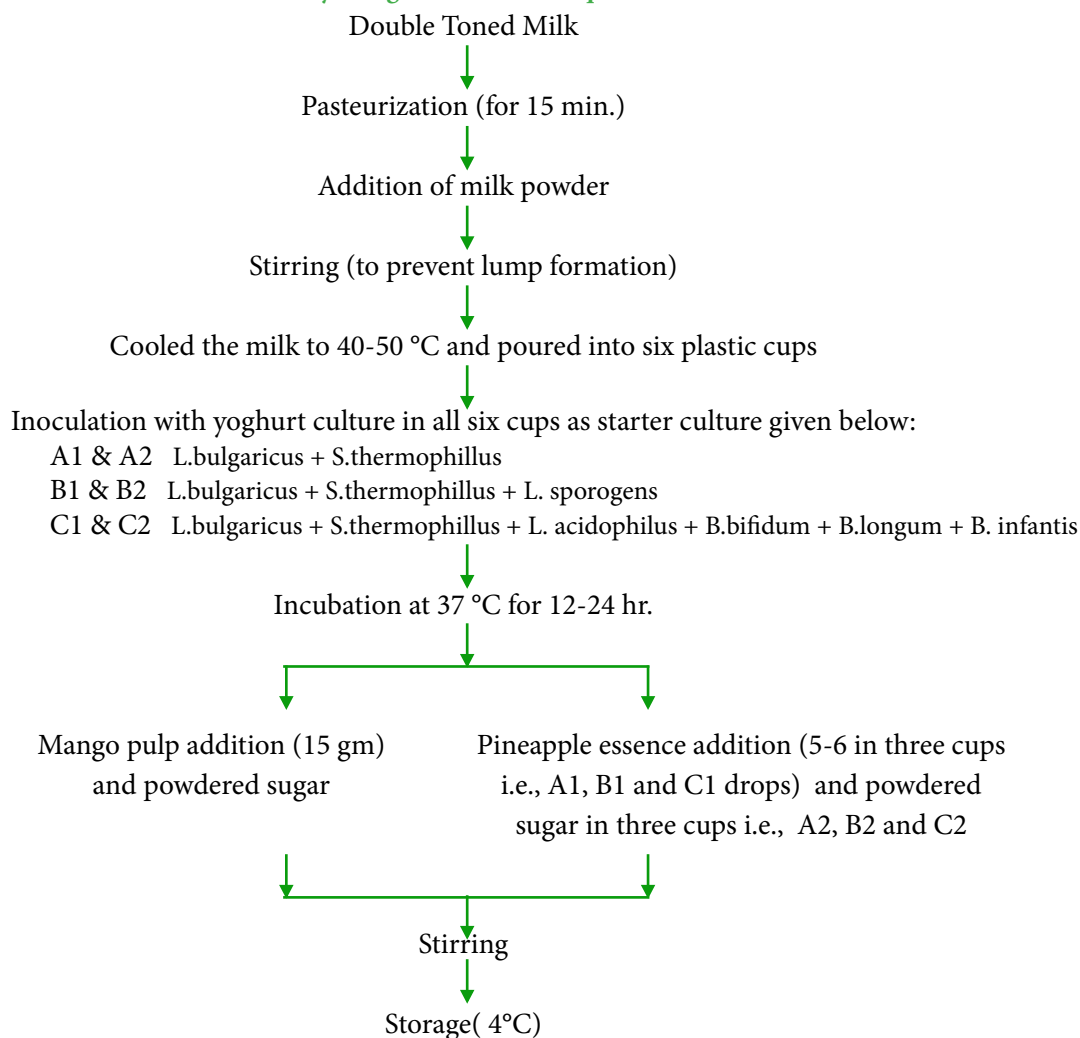 Double Toned Milk
Pasteurization (for 15 min.)
Addition of milk powder
Stirring (to prevent lump formation)
Cooled the milk to 40-50 °C and poured into six plastic cups
Inoculation with yoghurt culture in all six cups as starter culture given below:
A1 & A2 L.bulgaricus + S.thermophillus
B1 & B2 L.bulgaricus + S.thermophillus + L. sporogens
C1 & C2 L.bulgaricus + S.thermophillus + L. acidophilus + B.bifidum + B.longum + B. infantis
Incubation at 37 °C for 12-24 hr.
Mango pulp addition (15 gm)
and powdered sugar
Pineapple essence addition (5-6 in three cups
i.e., A1, B1 and C1 drops) and powdered
sugar in three cups i.e., A2, B2 and C2
Stirring
Storage( 4°C)